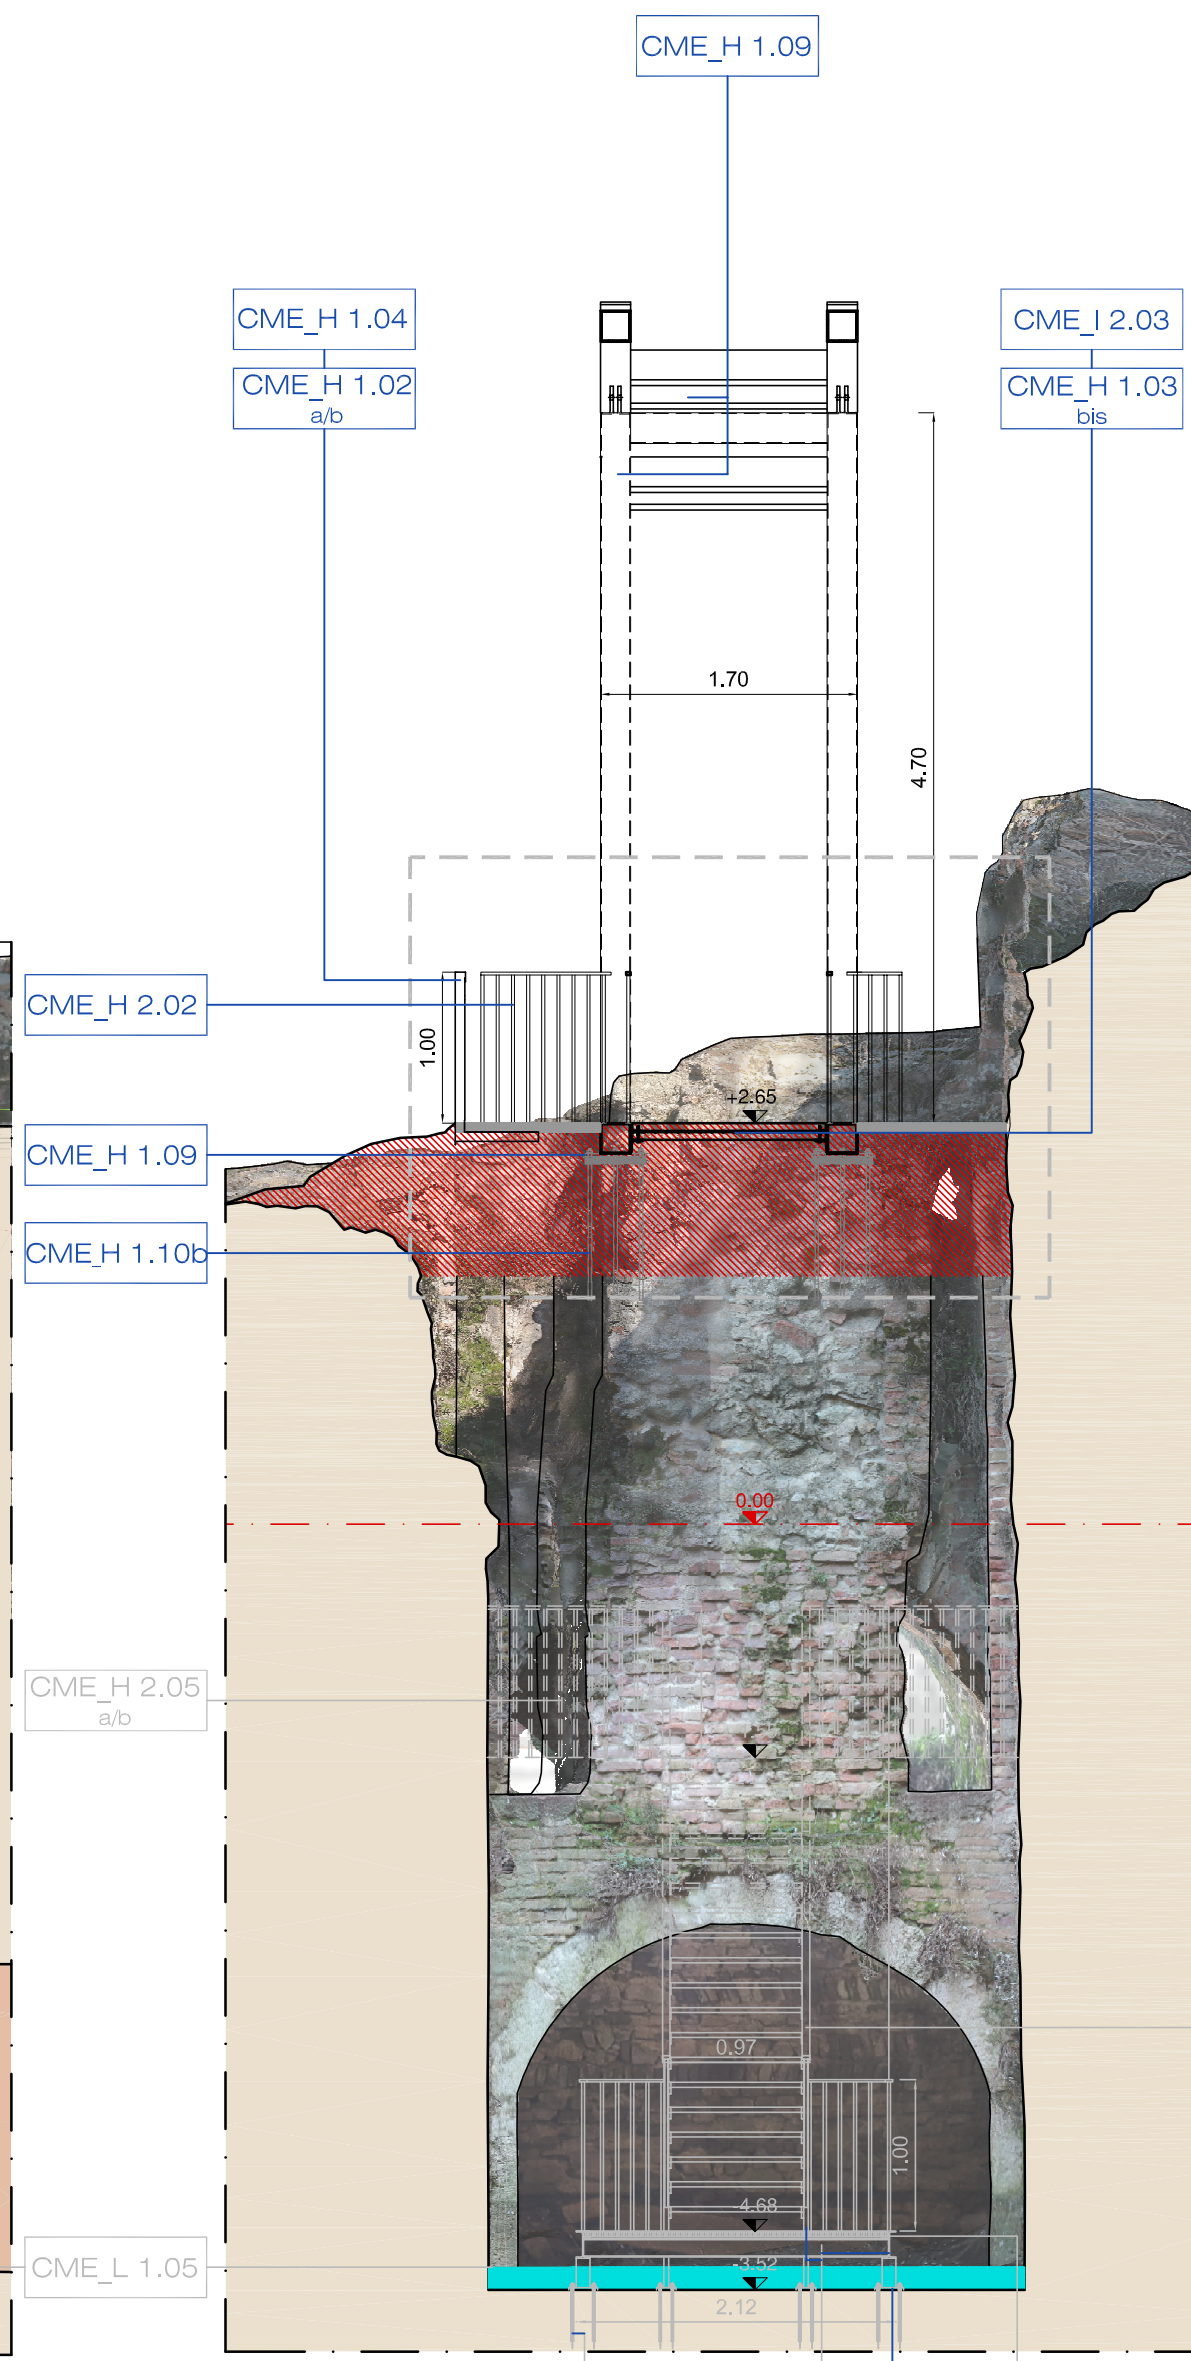 CME_H 1.09
CME_H 1.04
CME_H 1.02
a/b
CME_I 2.03
CME_H 1.03
bis
1.70
4.70
CME_H 2.02
1.00
+2.65
CME_H 1.09
CME_H 1.10b
0.00
CME_H 2.05
a/b
0.97
1.00
-4.68
CME_L 1.05
-3.52
2.12